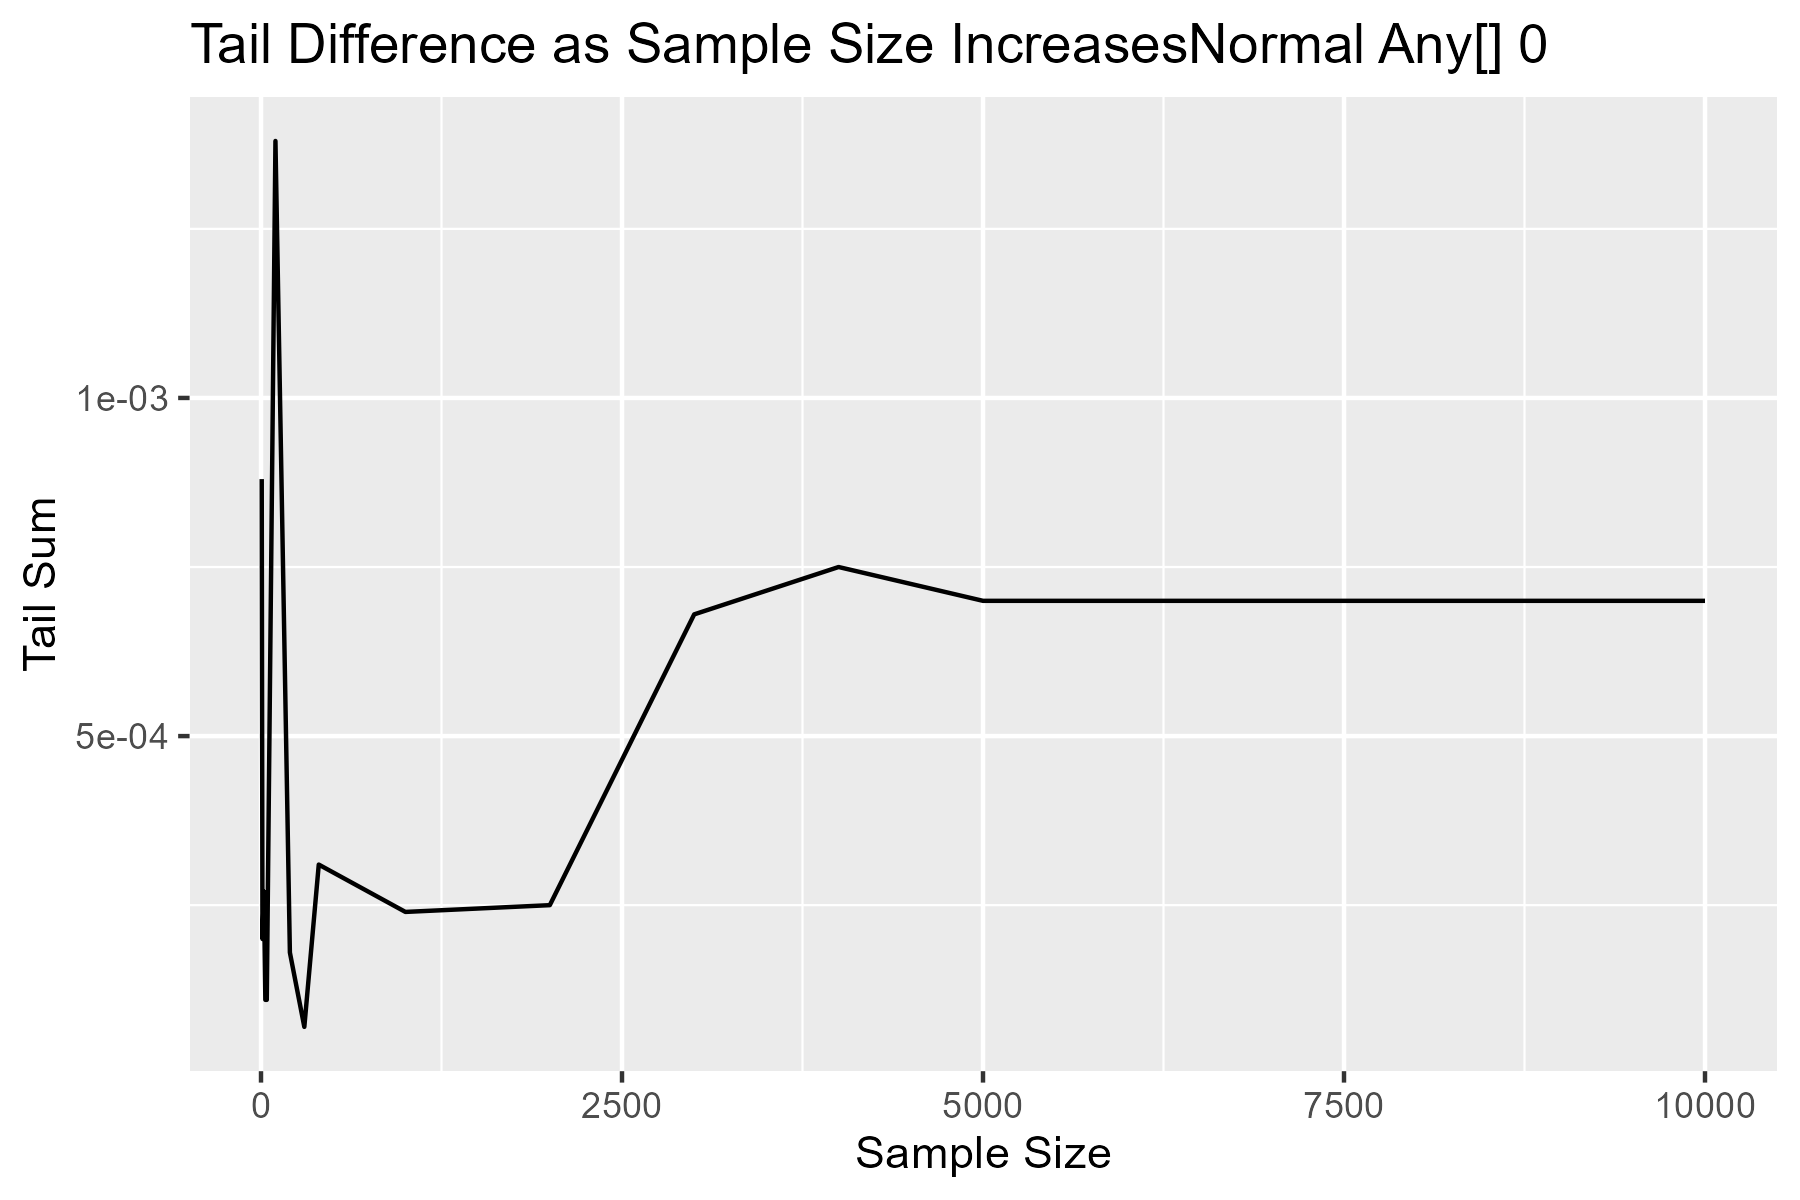 Tail Difference as Sample Size IncreasesNormal Any[] 0
Tail Sum
1e-03
5e-04
0 2500 5000 7500 10000
Sample Size